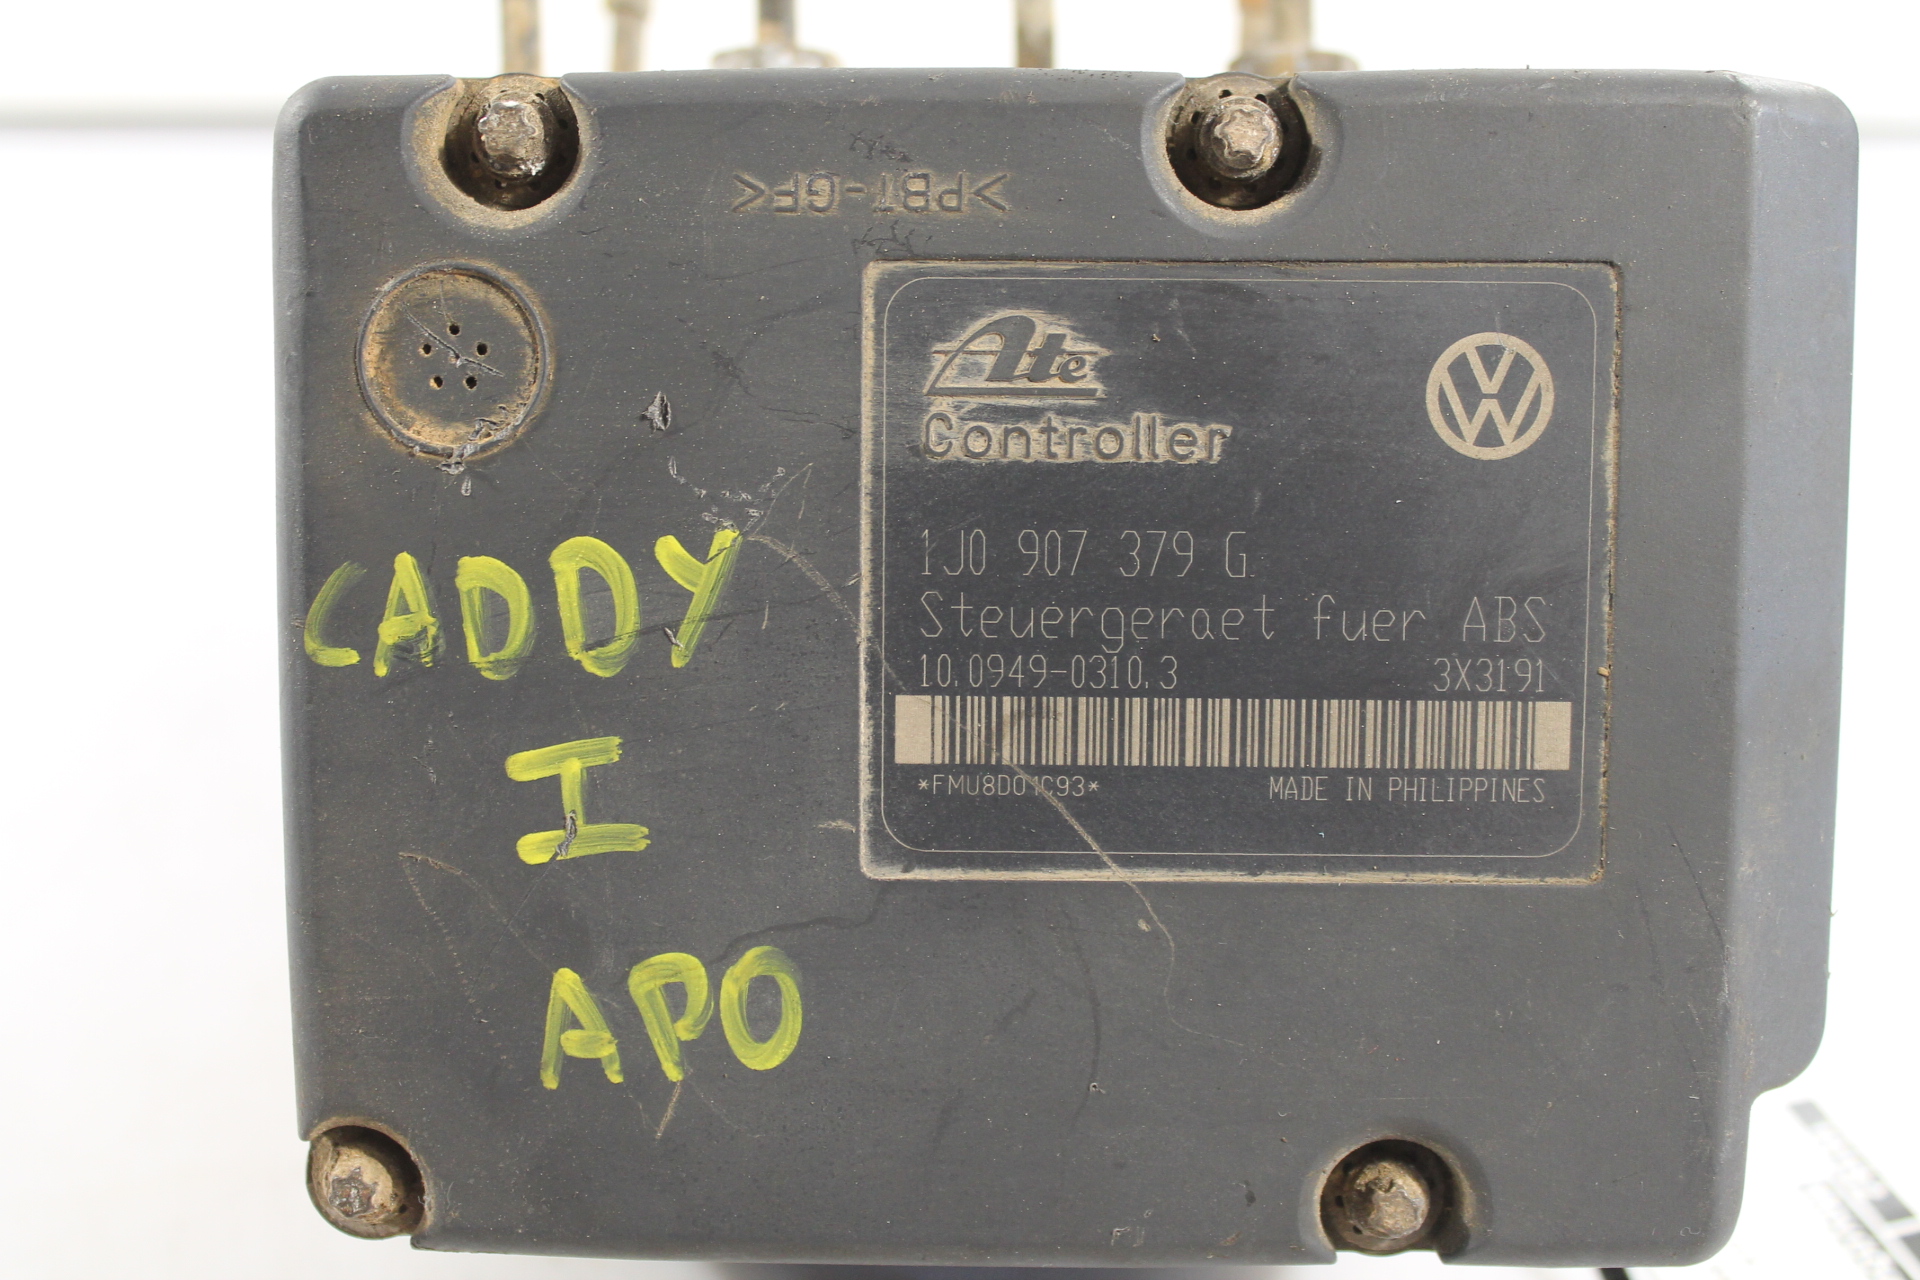 >PBT-GF<
Ate
Controller
1J0 907 379 G
Steuergeraet fuer ABS
10.0949-0310.3 3X3191
*FMU8D01C93*
MADE IN PHILIPPINES
CADDY
I
APO